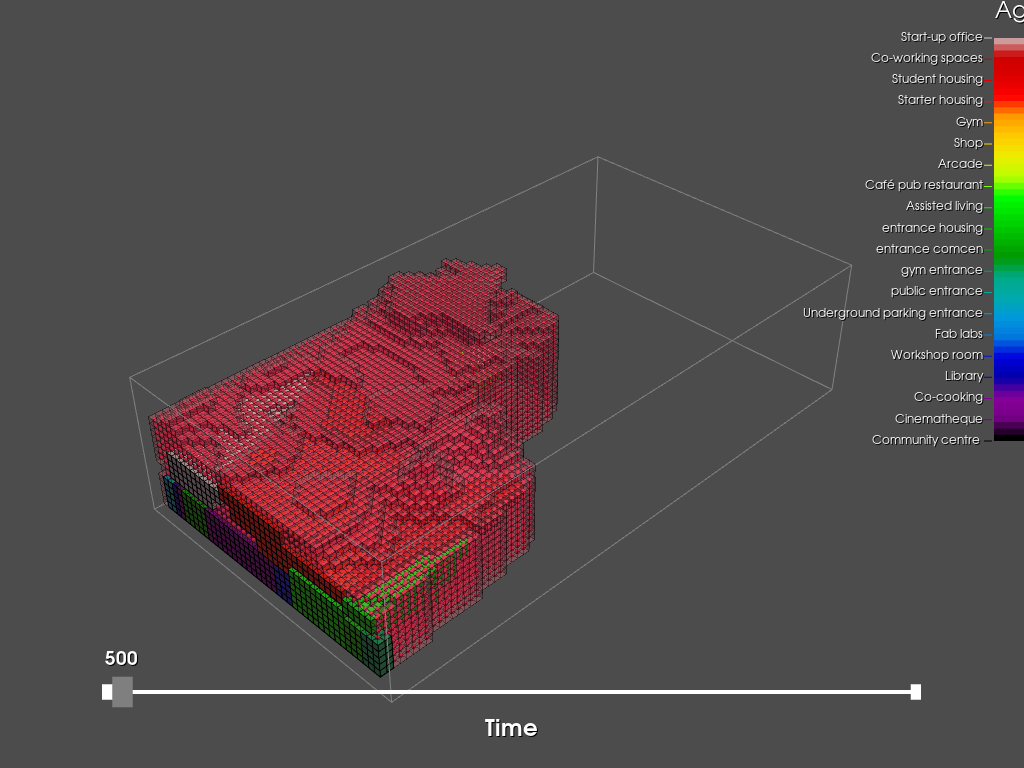 Ag
Start-up office
Co-working spaces
Student housing
Starter housing
Gym
Shop
Arcade
Café pub restaurant
Assisted living
entrance housing
entrance comcen
gym entrance
public entrance
Underground parking entrance
Fab labs
Workshop room
Library
Co-cooking
Cinematheque
Community centre
500
Time